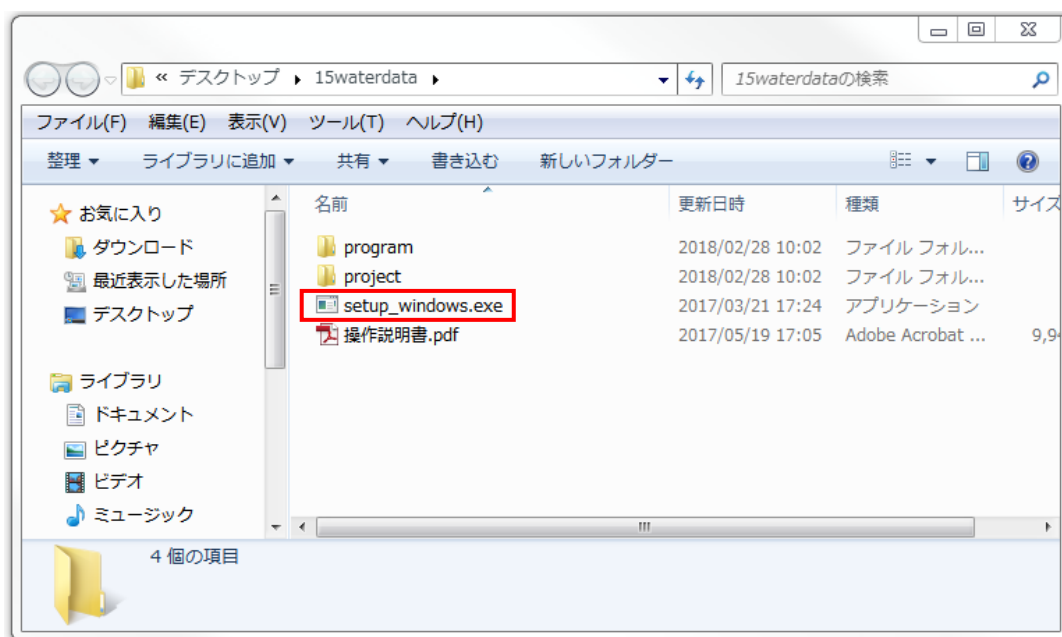 « デスクトップ ▸ 15waterdata ▸
15waterdataの検索
ファイル(F) 編集(E) 表示(V) ツール(T) ヘルプ(H)
整理 ▼ ライブラリに追加 ▼ 共有 ▼ 書き込む 新しいフォルダー
お気に入り
ダウンロード
最近表示した場所
デスクトップ
ライブラリ
ドキュメント
ピクチャ
ビデオ
ミュージック
名前 更新日時 種類 サイズ
program 2018/02/28 10:02 ファイル フォル...
project 2018/02/28 10:02 ファイル フォル...
setup_windows.exe 2017/03/21 17:24 アプリケーション
操作説明書.pdf 2017/05/19 17:05 Adobe Acrobat ... 9,9
4 個の項目